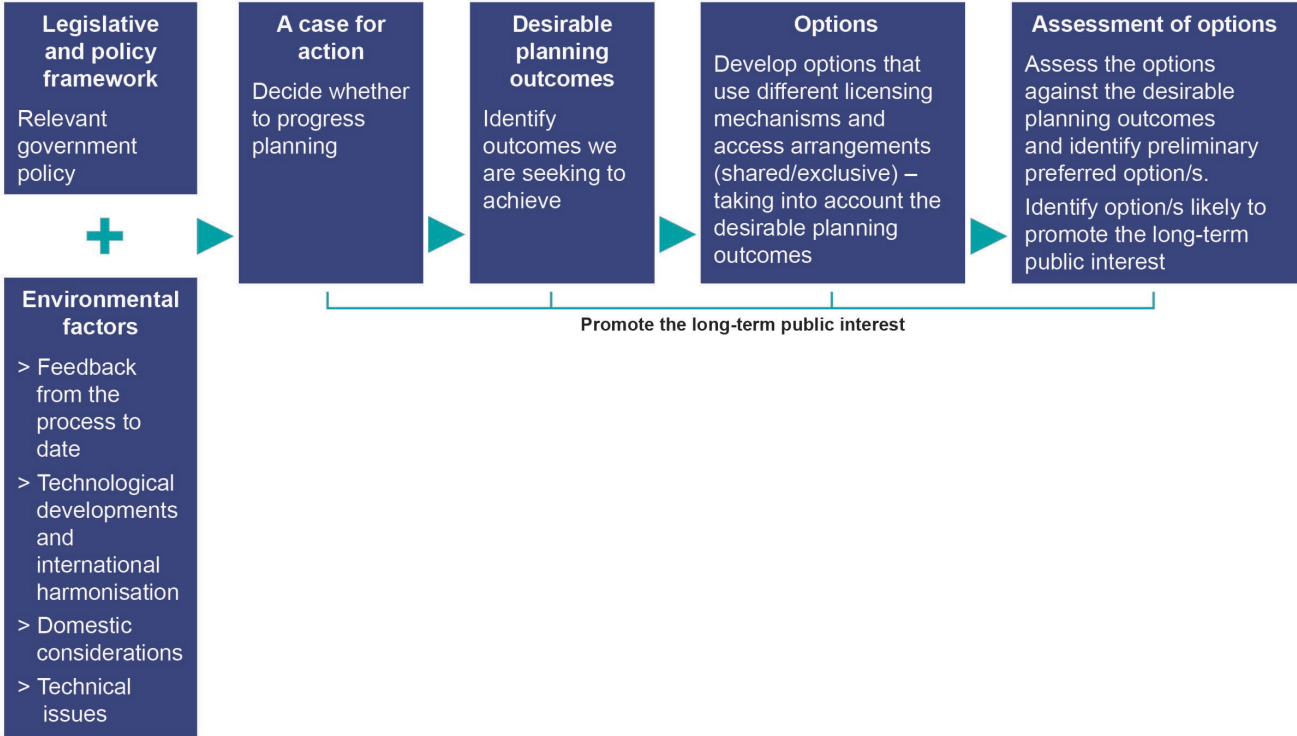 Legislative
and policy
framework
Relevant
government
policy
Environmental
factors
> Feedback
from the
process to
date
> Technological
developments
and
international
harmonisation
> Domestic
considerations
> Technical
issues
A case for
action
Decide whether
to progress
planning
Desirable
planning
outcomes
Identify
outcomes we
are seeking to
achieve
Options
Develop options that
use different licensing
mechanisms and
access arrangements
(shared/exclusive) –
taking into account the
desirable planning
outcomes
Assessment of options
Assess the options
against the desirable
planning outcomes
and identify preliminary
preferred option/s.
Identify option/s likely to
promote the long-term
public interest
Promote the long-term public interest